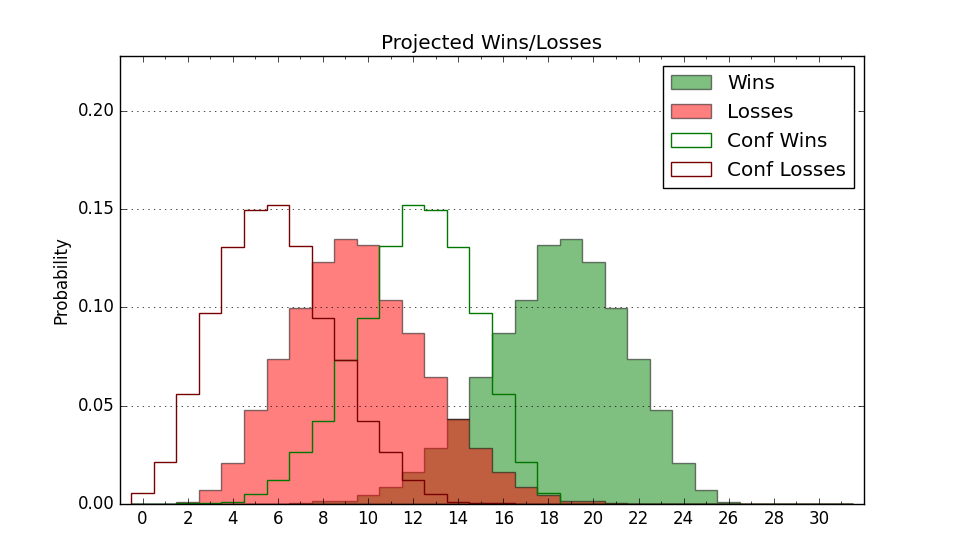 Projected Wins/Losses
Wins
Losses
Conf Wins
Conf Losses
Probability
0.20
0.15
0.10
0.05
0.00
0 2 4 6 8 10 12 14 16 18 20 22 24 26 28 30